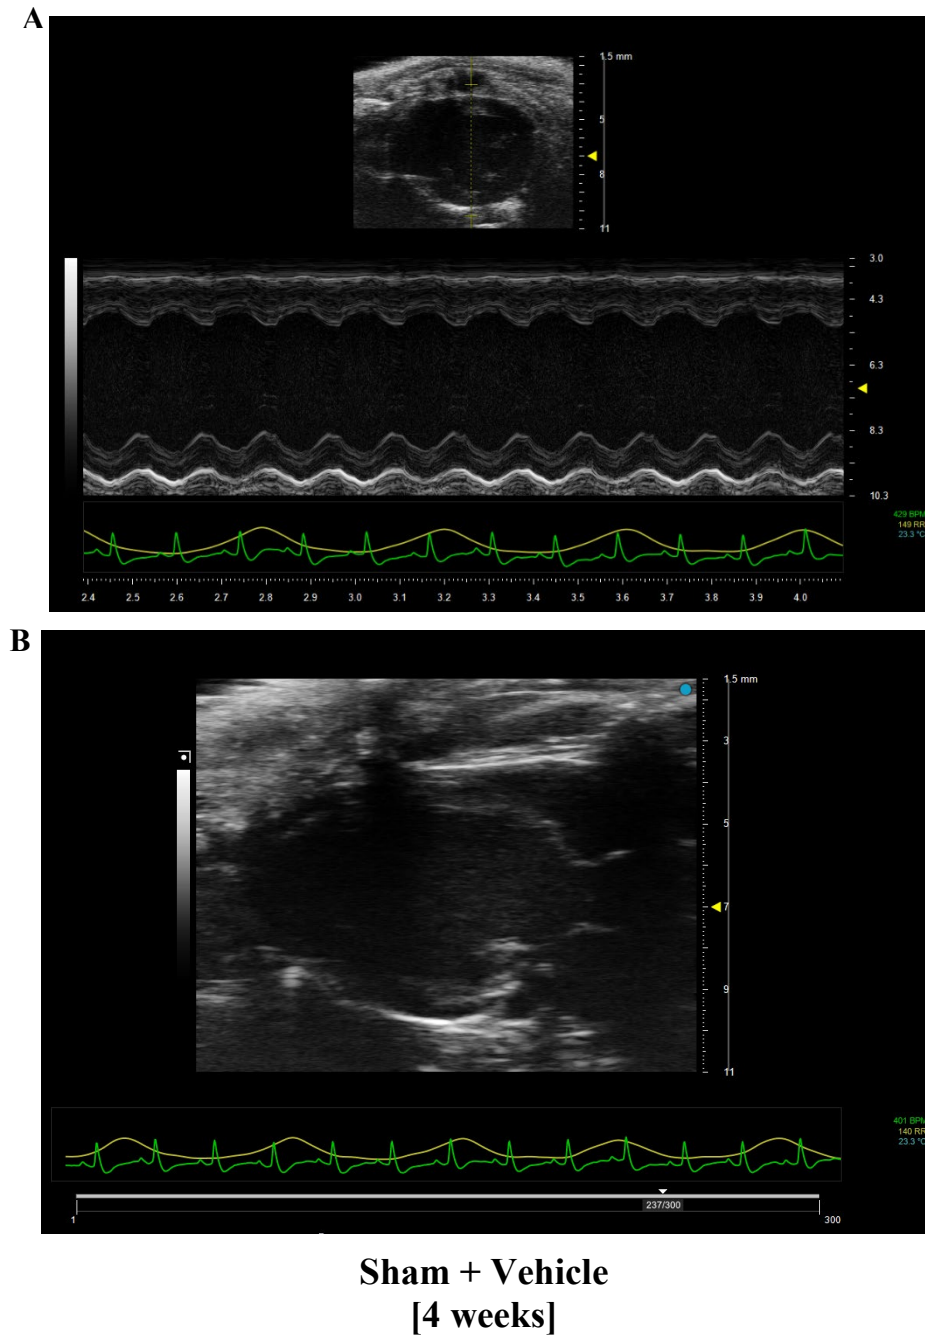 A
1.5 mm
5
8
11
3.0
4.3
6.3
8.3
10.3
429 BPM
149 RR
23.3 °C
2.4 2.5 2.6 2.7 2.8 2.9 3.0 3.1 3.2 3.3 3.4 3.5 3.6 3.7 3.8 3.9 4.0
B
1.5 mm
3
5
7
9
11
401 BPM
140 RR
23.3 °C
237/300
1 300
Sham + Vehicle
[4 weeks]